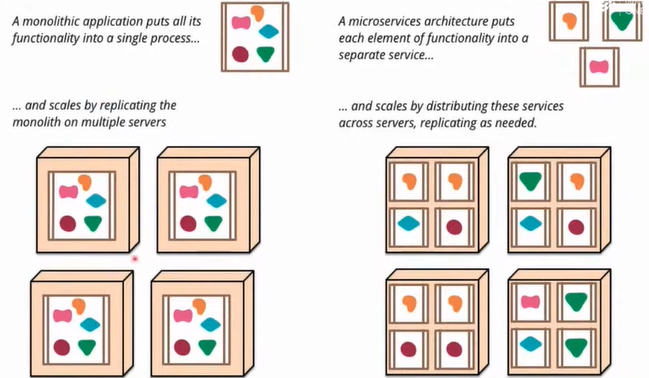 A monolithic application puts all its
functionality into a single process...
... and scales by replicating the
monolith on multiple servers
A microservices architecture puts
each element of functionality into a
separate service...
... and scales by distributing these services
across servers, replicating as needed.